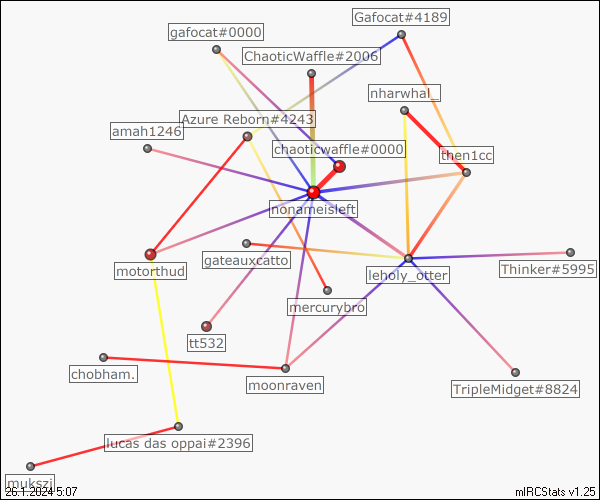 Gafocat#4189
gafocat#0000
ChaoticWaffle#2006
nharwhal_
Azure Reborn#4243
amah1246
chaoticwaffle#0000
then1cc
nonameisleft
gateauxcatto
leholy_otter
Thinker#5995
motorthud
mercurybro
tt532
chobham.
moonraven
TripleMidget#8824
lucas das oppai#2396
mukszi
26.1.2024 5:07
mIRCStats v1.25